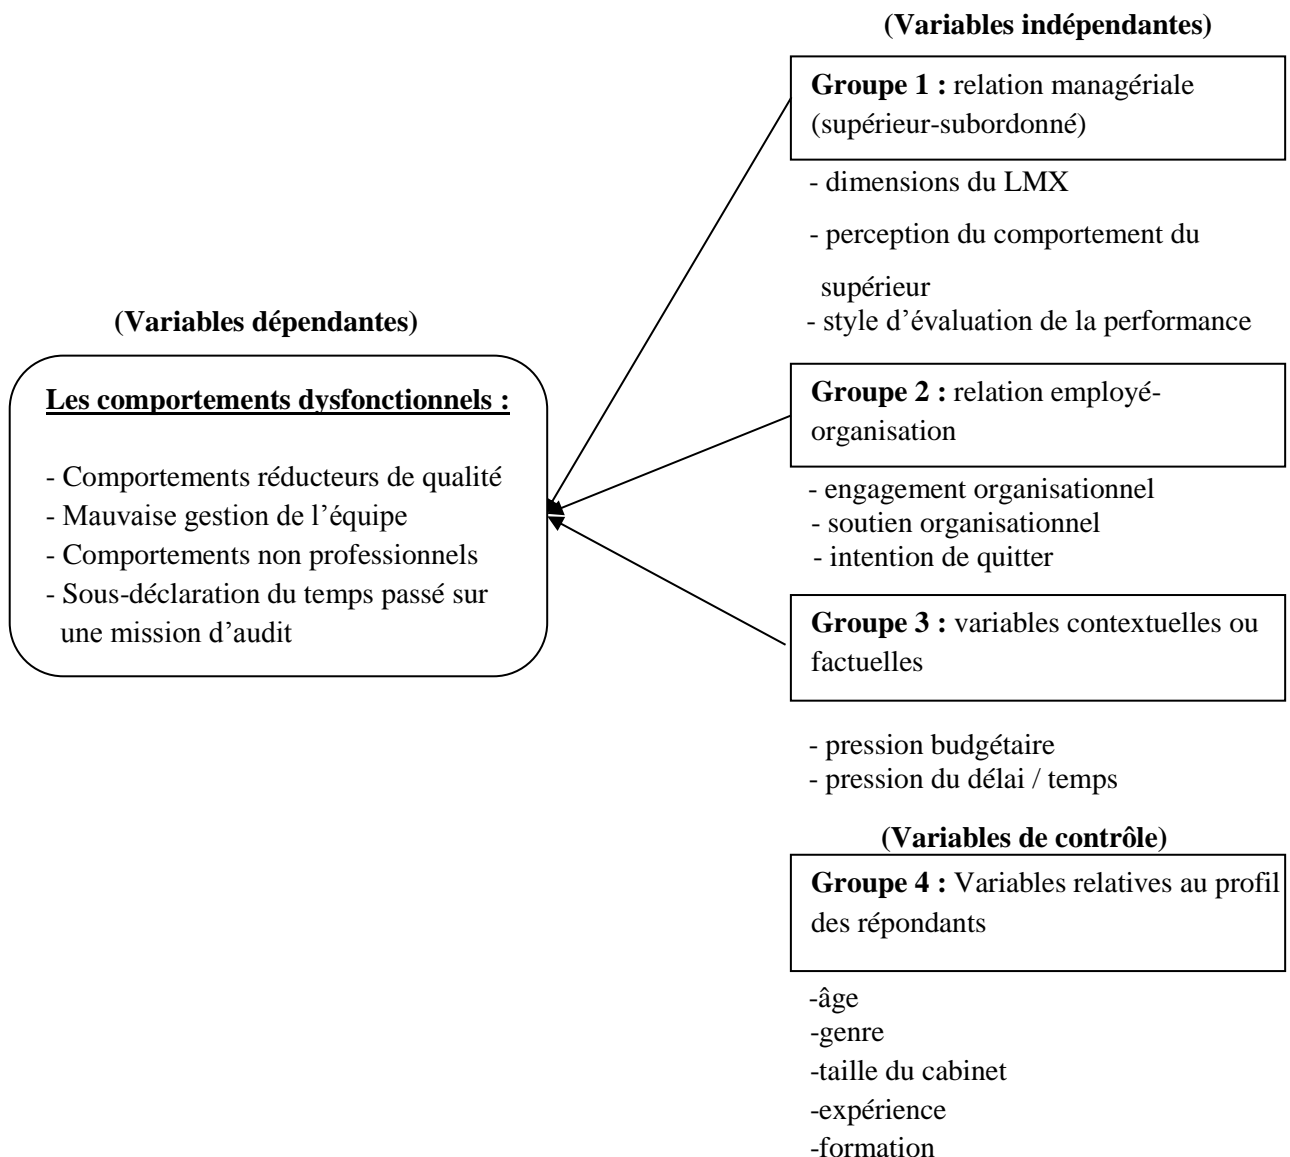 (Variables dépendantes)
Les comportements dysfonctionnels :
- Comportements réducteurs de qualité
- Mauvaise gestion de l’équipe
- Comportements non professionnels
- Sous-déclaration du temps passé sur
une mission d’audit
(Variables indépendantes)
Groupe 1 : relation managériale
(supérieur-subordonné)
- dimensions du LMX
- perception du comportement du
supérieur
- style d’évaluation de la performance
Groupe 2 : relation employé-
organisation
- engagement organisationnel
- soutien organisationnel
- intention de quitter
Groupe 3 : variables contextuelles ou
factuelles
- pression budgétaire
- pression du délai / temps
(Variables de contrôle)
Groupe 4 : Variables relatives au profil
des répondants
-âge
-genre
-taille du cabinet
-expérience
-formation